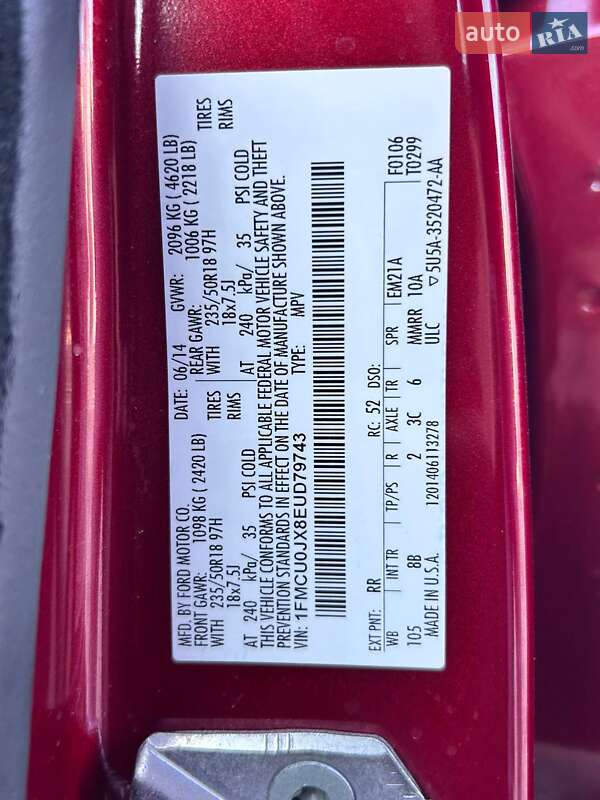 auto RIA.com
MFD. BY FORD MOTOR CO. DATE: 06/14 GVWR: 2096 KG ( 4620 LB)
FRONT GAWR: 1098 KG ( 2420 LB) REAR GAWR: 1006 KG ( 2218 LB)
WITH 235/50R18 97H TIRES WITH 235/50R18 97H TIRES
18x7.5J RIMS 18x7.5J RIMS
AT 240 kPa/ 35 PSI COLD AT 240 kPa/ 35 PSI COLD
THIS VEHICLE CONFORMS TO ALL APPLICABLE FEDERAL MOTOR VEHICLE SAFETY AND THEFT
PREVENTION STANDARDS IN EFFECT ON THE DATE OF MANUFACTURE SHOWN ABOVE.
VIN: 1FMCU0JX8EUD79743 TYPE: MPV
EXT PNT: RR RC: 52 DSO: F0106
WB INT TR TP/PS R AXLE TR SPR EM21A T0299
105 8B 2 3C 6 MMRR 10A
MADE IN U.S.A. 1201406113278 ULC ▽5U5A-3520472-AA